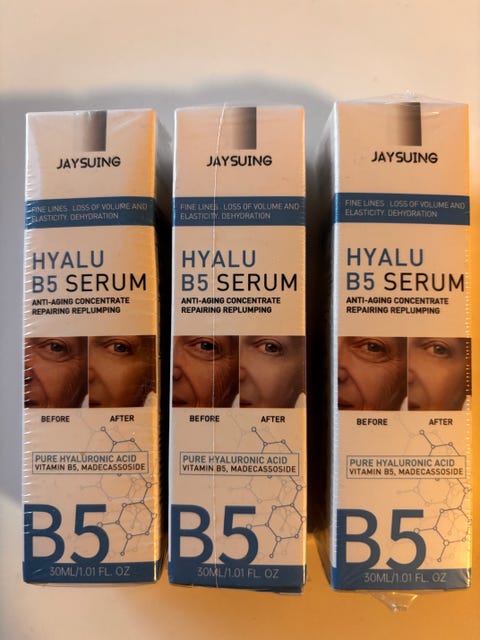 JAYSUING
FINE LINES . LOSS OF VOLUME AND
ELASTICITY. DEHYDRATION
HYALU
B5 SERUM
ANTI-AGING CONCENTRATE
REPAIRING REPLUMPING
BEFORE AFTER
PURE HYALURONIC ACID
VITAMIN B5, MADECASSOSIDE
B5
30ML/1.01 FL. OZ
JAYSUING
FINE LINES . LOSS OF VOLUME AND
ELASTICITY. DEHYDRATION
HYALU
B5 SERUM
ANTI-AGING CONCENTRATE
REPAIRING REPLUMPING
BEFORE AFTER
PURE HYALURONIC ACID
VITAMIN B5, MADECASSOSIDE
B5
30ML/1.01 FL. OZ
JAYSUING
FINE LINES . LOSS OF VOLUME AND
ELASTICITY. DEHYDRATION
HYALU
B5 SERUM
ANTI-AGING CONCENTRATE
REPAIRING REPLUMPING
BEFORE AFTER
PURE HYALURONIC ACID
VITAMIN B5, MADECASSOSIDE
B5
30ML/1.01 FL. OZ